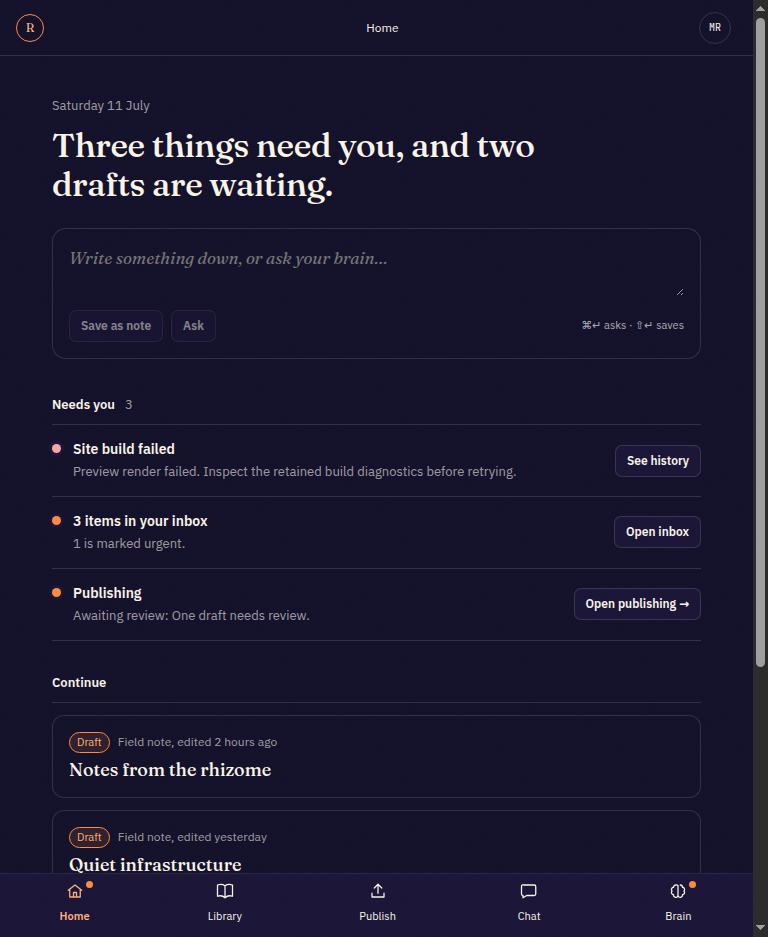 R
Home
MR
Saturday 11 July
Three things need you, and two
drafts are waiting.
Write something down, or ask your brain...
Save as note
Ask
⌘↵ asks · ⇧↵ saves
Needs you 3
Site build failed
Preview render failed. Inspect the retained build diagnostics before retrying.
See history
3 items in your inbox
1 is marked urgent.
Open inbox
Publishing
Awaiting review: One draft needs review.
Open publishing →
Continue
Draft Field note, edited 2 hours ago
Notes from the rhizome
Draft Field note, edited yesterday
Quiet infrastructure
Home
Library
Publish
Chat
Brain